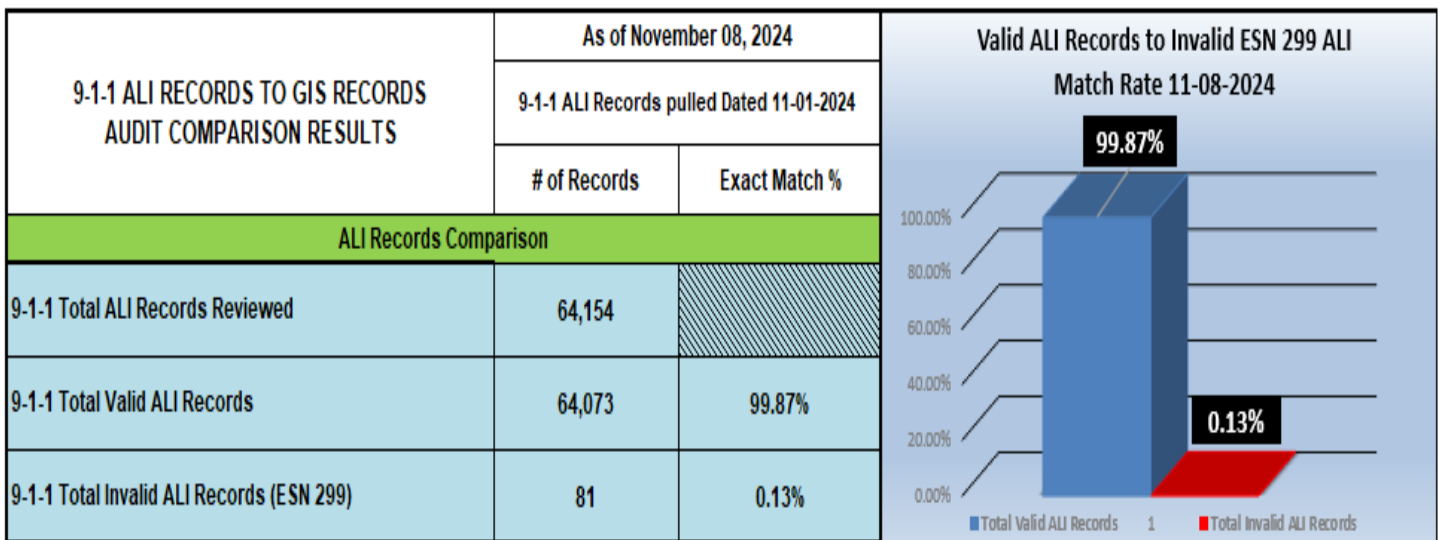 9-1-1 ALI RECORDS TO GIS RECORDS
AUDIT COMPARISON RESULTS
As of November 08, 2024
9-1-1 ALI Records pulled Dated 11-01-2024
# of Records
Exact Match %
ALI Records Comparison
9-1-1 Total ALI Records Reviewed
64,154
9-1-1 Total Valid ALI Records
64,073
99.87%
9-1-1 Total Invalid ALI Records (ESN 299)
81
0.13%
Valid ALI Records to Invalid ESN 299 ALI
Match Rate 11-08-2024
99.87%
100.00%
80.00%
60.00%
40.00%
0.13%
20.00%
0.00%
Total Valid ALI Records
1
Total Invalid ALI Records